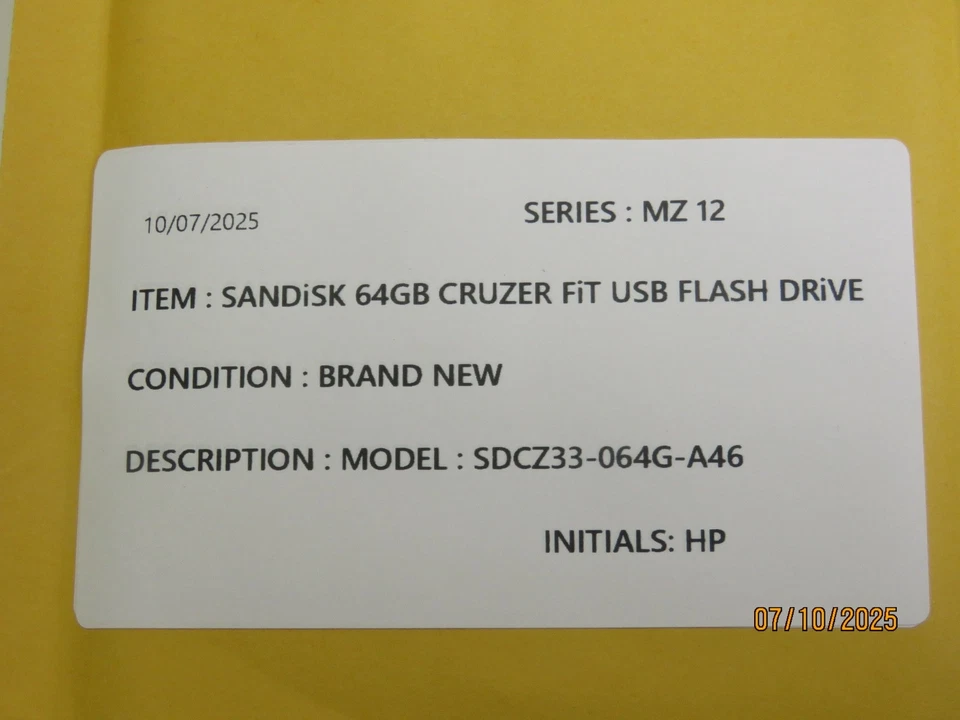 10/07/2025 SERIES : MZ 12
ITEM : SANDiSK 64GB CRUZER FiT USB FLASH DRiVE
CONDITION : BRAND NEW
DESCRIPTION : MODEL : SDCZ33-064G-A46
INITIALS: HP
07/10/2025